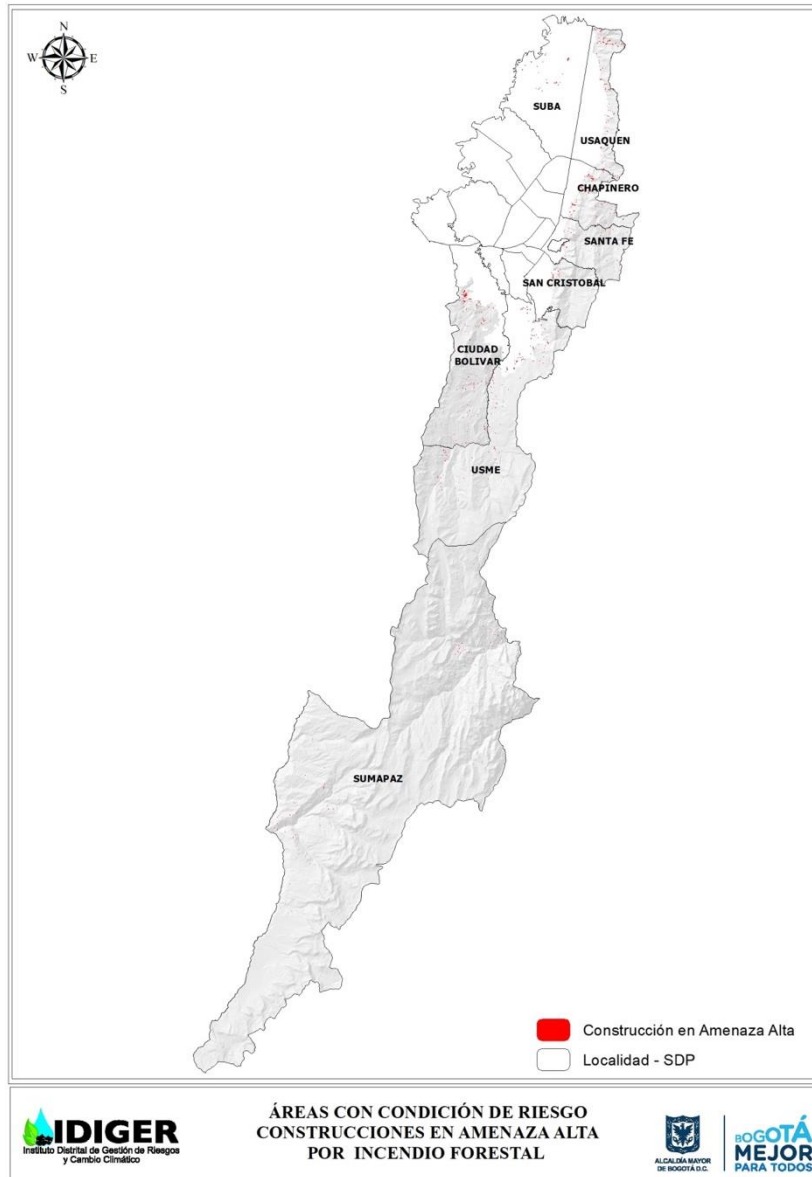 N
W E
S
SUBA
USAQUEN
CHAPINERO
SANTA FE
SAN CRISTOBAL
CIUDAD
BOLIVAR
USME
SUMAPAZ
Construcción en Amenaza Alta
Localidad - SDP
IDIGER
Instituto Distrital de Gestión de Riesgos
y Cambio Climático
ÁREAS CON CONDICIÓN DE RIESGO
CONSTRUCCIONES EN AMENAZA ALTA
POR INCENDIO FORESTAL
ALCALDÍA MAYOR
DE BOGOTÁ D.C.
BOGOTÁ
MEJOR
PARA TODOS